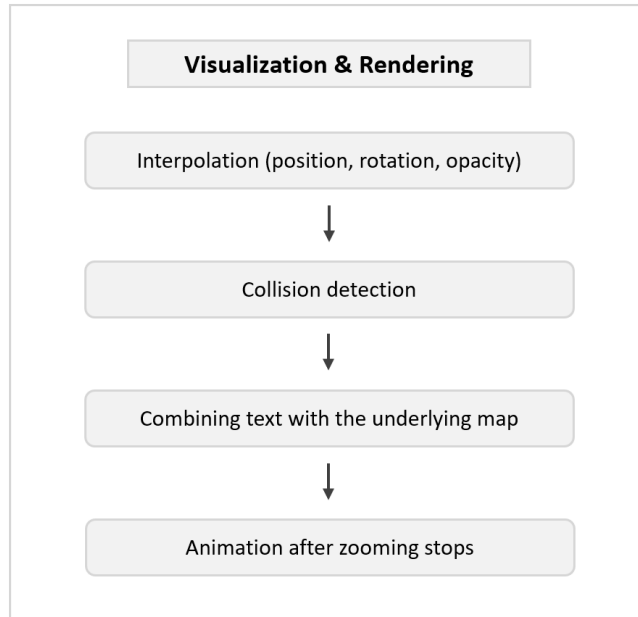 Visualization & Rendering
Interpolation (position, rotation, opacity)
Collision detection
Combining text with the underlying map
Animation after zooming stops